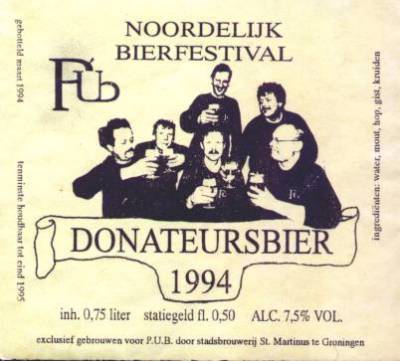 NOORDELIJK
BIERFESTIVAL
PUb
gebotteld maart 1994
tenminste houdbaar tot eind 1995
ingrediënten: water, mout, hop, gist, kruiden
DONATEURSBIER
1994
inh. 0,75 liter statiegeld fl. 0,50 ALC. 7,5% VOL.
exclusief gebrouwen voor P.U.B. door stadsbrouwerij St. Martinus te Groningen